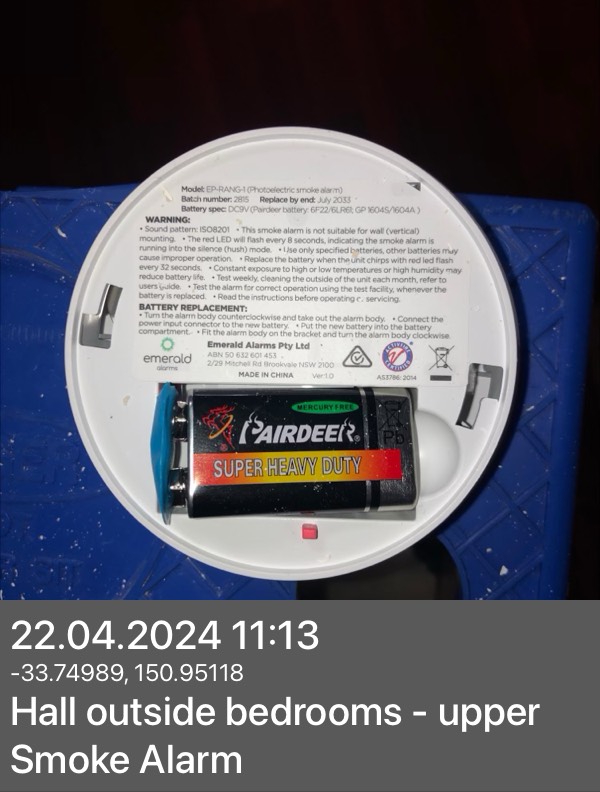 Model: EP-RANG-1 (Photoelectric smoke alarm)
Batch number: 2815 Replace by end: July 2033
Battery spec: DC9V (Pairdeer battery: 6F22/6LR61; GP 1604S/1604A )
WARNING:
• Sound pattern: ISO8201 • This smoke alarm is not suitable for wall (vertical)
mounting. • The red LED will flash every 8 seconds, indicating the smoke alarm is
running into the silence (hush) mode. • Use only specified batteries, other batteries may
cause improper operation. • Replace the battery when the unit chirps with red led flash
every 32 seconds. • Constant exposure to high or low temperatures or high humidity may
reduce battery life. • Test weekly, cleaning the outside of the unit each month, refer to
users guide. • Test the alarm for correct operation using the test facility, whenever the
battery is replaced. • Read the instructions before operating or servicing.
BATTERY REPLACEMENT:
• Turn the alarm body counterclockwise and take out the alarm body. • Connect the
power input connector to the new battery. • Put the new battery into the battery
compartment. • Fit the alarm body on the bracket and turn the alarm body clockwise.
emerald
alarms
Emerald Alarms Pty Ltd
ABN 50 632 601 453
2/29 Mitchell Rd Brookvale NSW 2100
MADE IN CHINA Ver1.0
AS3786:2014
MERCURY FREE
PAIRDEER®
SUPER HEAVY DUTY
Pb
22.04.2024 11:13
-33.74989, 150.95118
Hall outside bedrooms - upper
Smoke Alarm